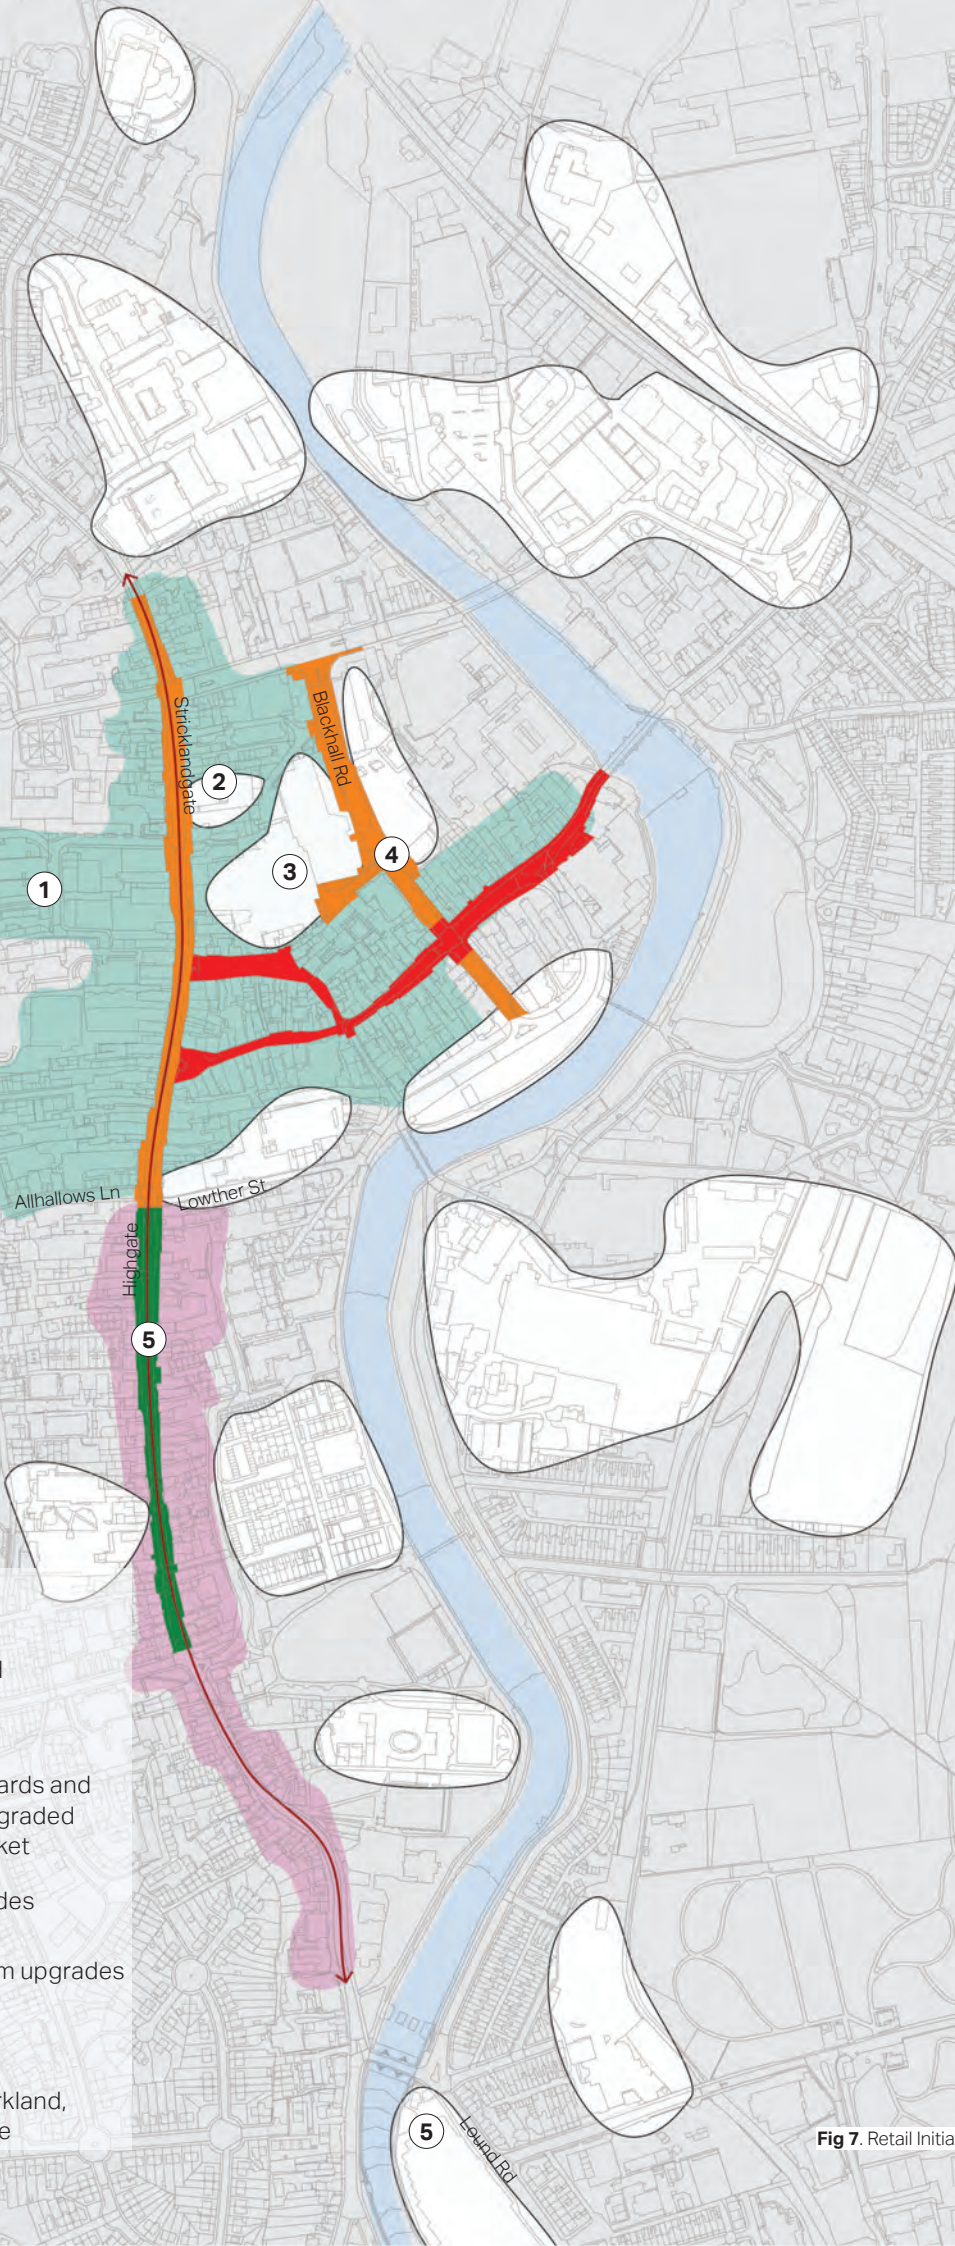 Stricklandgate
Blackhall Rd
2
3
4
1
Allhallows Ln
Lowther St
Highgate
5
ards and
graded
ket
des
m upgrades
rkland,
e
5
Lound Rd
Fig 7. Retail Initia